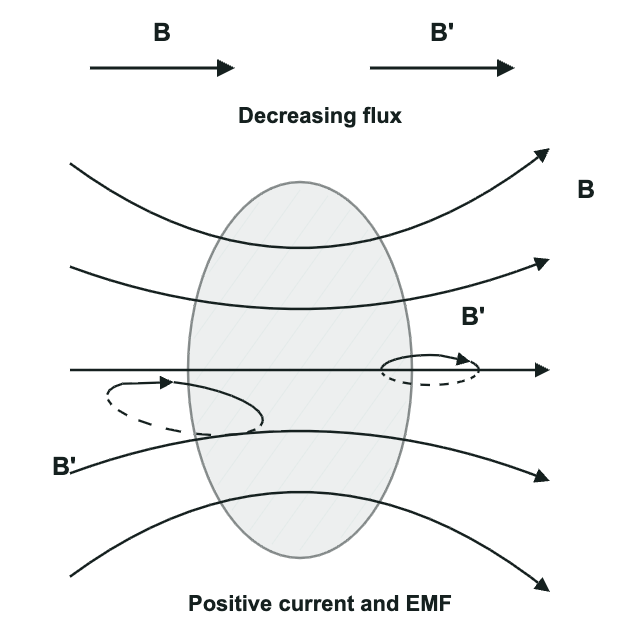 B B'
Decreasing flux
B
B'
B'
Positive current and EMF